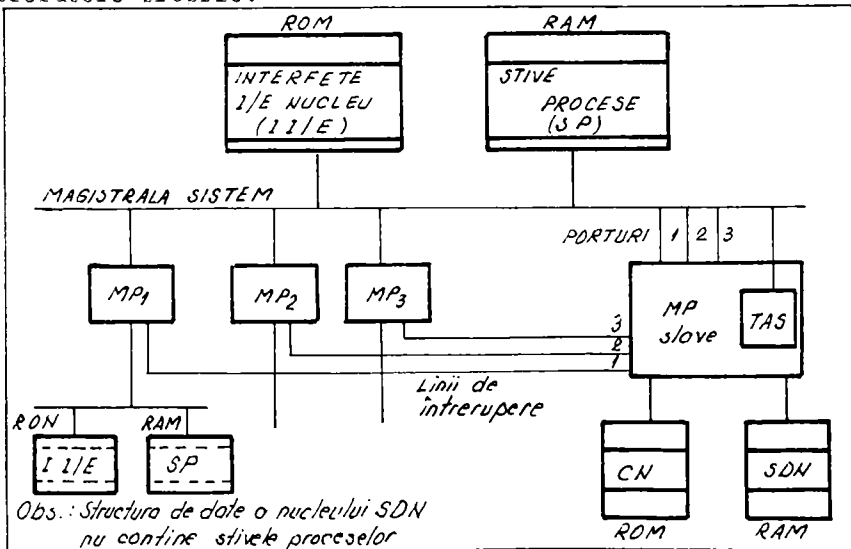 ROM
RAM
INTERFETE
I/E NUCLEU
(I I/E)
STIVE
PROCESE
(SP)
MAGISTRALA SISTEM
PORTURI 1 2 3
MP1
MP2
MP3
MP
slave
TAS
3
2
1
Linii de
întrerupere
RON
RAM
I I/E
SP
CN
SDN
ROM
RAM
Obs.: Structura de date a nucleului SDN
nu contine stivele proceselor